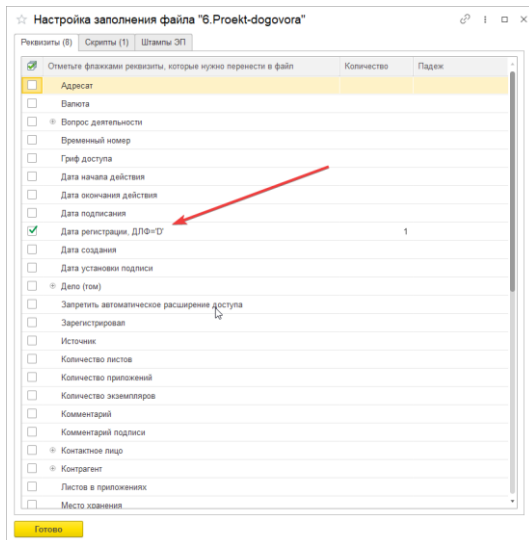 Настройка заполнения файла "6.Proekt-dogovora"
Реквизиты (8) Скрипты (1) Штампы ЭП
Отметьте флажками реквизиты, которые нужно перенести в файл Количество Падеж
Адресат
Валюта
Вопрос деятельности
Временный номер
Гриф доступа
Дата начала действия
Дата окончания действия
Дата подписания
Дата регистрации, ДЛФ='D' 1
Дата создания
Дата установки подписи
Дело (том)
Запретить автоматическое расширение доступа
Зарегистрировал
Источник
Количество листов
Количество приложений
Количество экземпляров
Комментарий
Комментарий подписи
Контактное лицо
Контрагент
Листов в приложениях
Место хранения
Готово